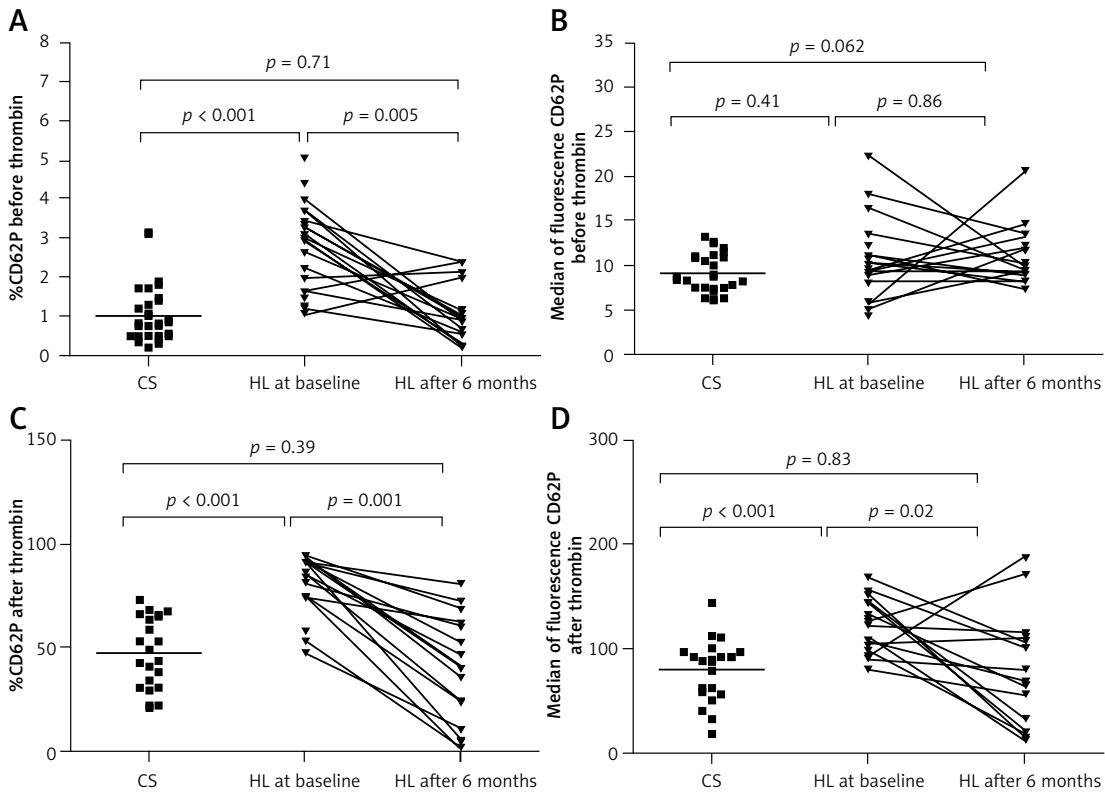 A
%CD62P before thrombin
8
7
6
5
4
3
2
1
0
p = 0.71
p < 0.001
p = 0.005
CS
HL at baseline
HL after 6 months
B
Median of fluorescence CD62P
before thrombin
35
30
25
20
15
10
5
0
p = 0.062
p = 0.41
p = 0.86
CS
HL at baseline
HL after 6 months
C
%CD62P after thrombin
150
100
50
0
p = 0.39
p < 0.001
p = 0.001
CS
HL at baseline
HL after 6 months
D
Median of fluorescence CD62P
after thrombin
300
200
100
0
p = 0.83
p < 0.001
p = 0.02
CS
HL at baseline
HL after 6 months